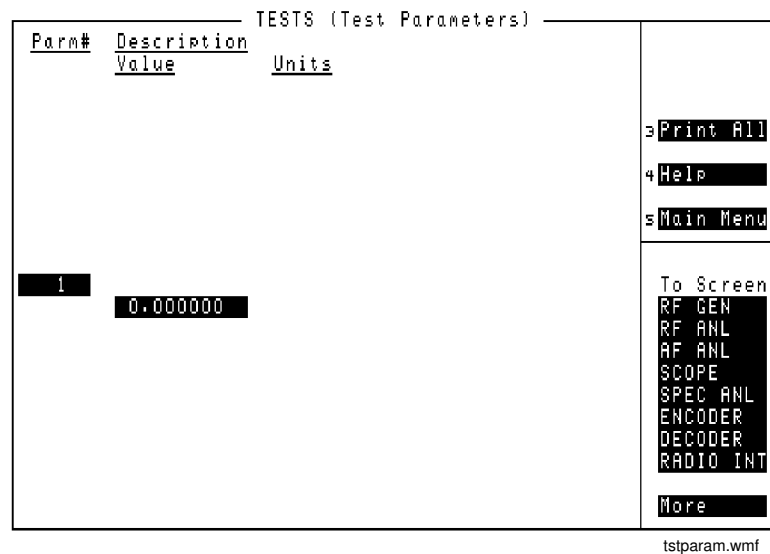 TESTS (Test Parameters)
Parm# Description
Value Units
1
0.000000
3 Print All
4 Help
5 Main Menu
To Screen
RF GEN
RF ANL
AF ANL
SCOPE
SPEC ANL
ENCODER
DECODER
RADIO INT
More
tstparam.wmf